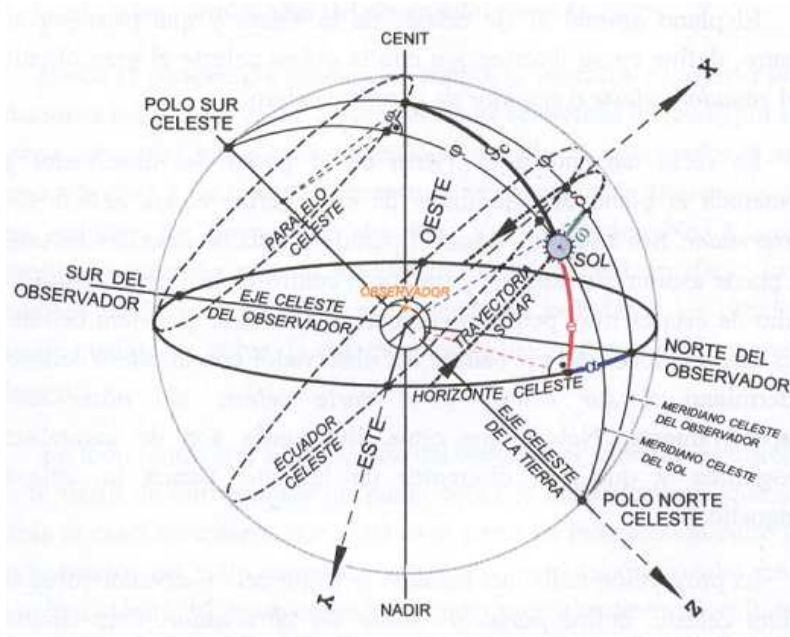 CENIT
X
POLO SUR
CELESTE
φ
Sc
φ
δ
ω
SOL
PARALELO
CELESTE
OESTE
SUR DEL
OBSERVADOR
EJE CELESTE
DEL OBSERVADOR
OBSERVADOR
TRAYECTORIA
SOLAR
e
NORTE DEL
OBSERVADOR
HORIZONTE CELESTE
ECUADOR
CELESTE
ESTE
EJE CELESTE
DE LA TIERRA
MERIDIANO CELESTE
DEL OBSERVADOR
MERIDIANO CELESTE
DEL SOL
POLO NORTE
CELESTE
Y
NADIR
Z